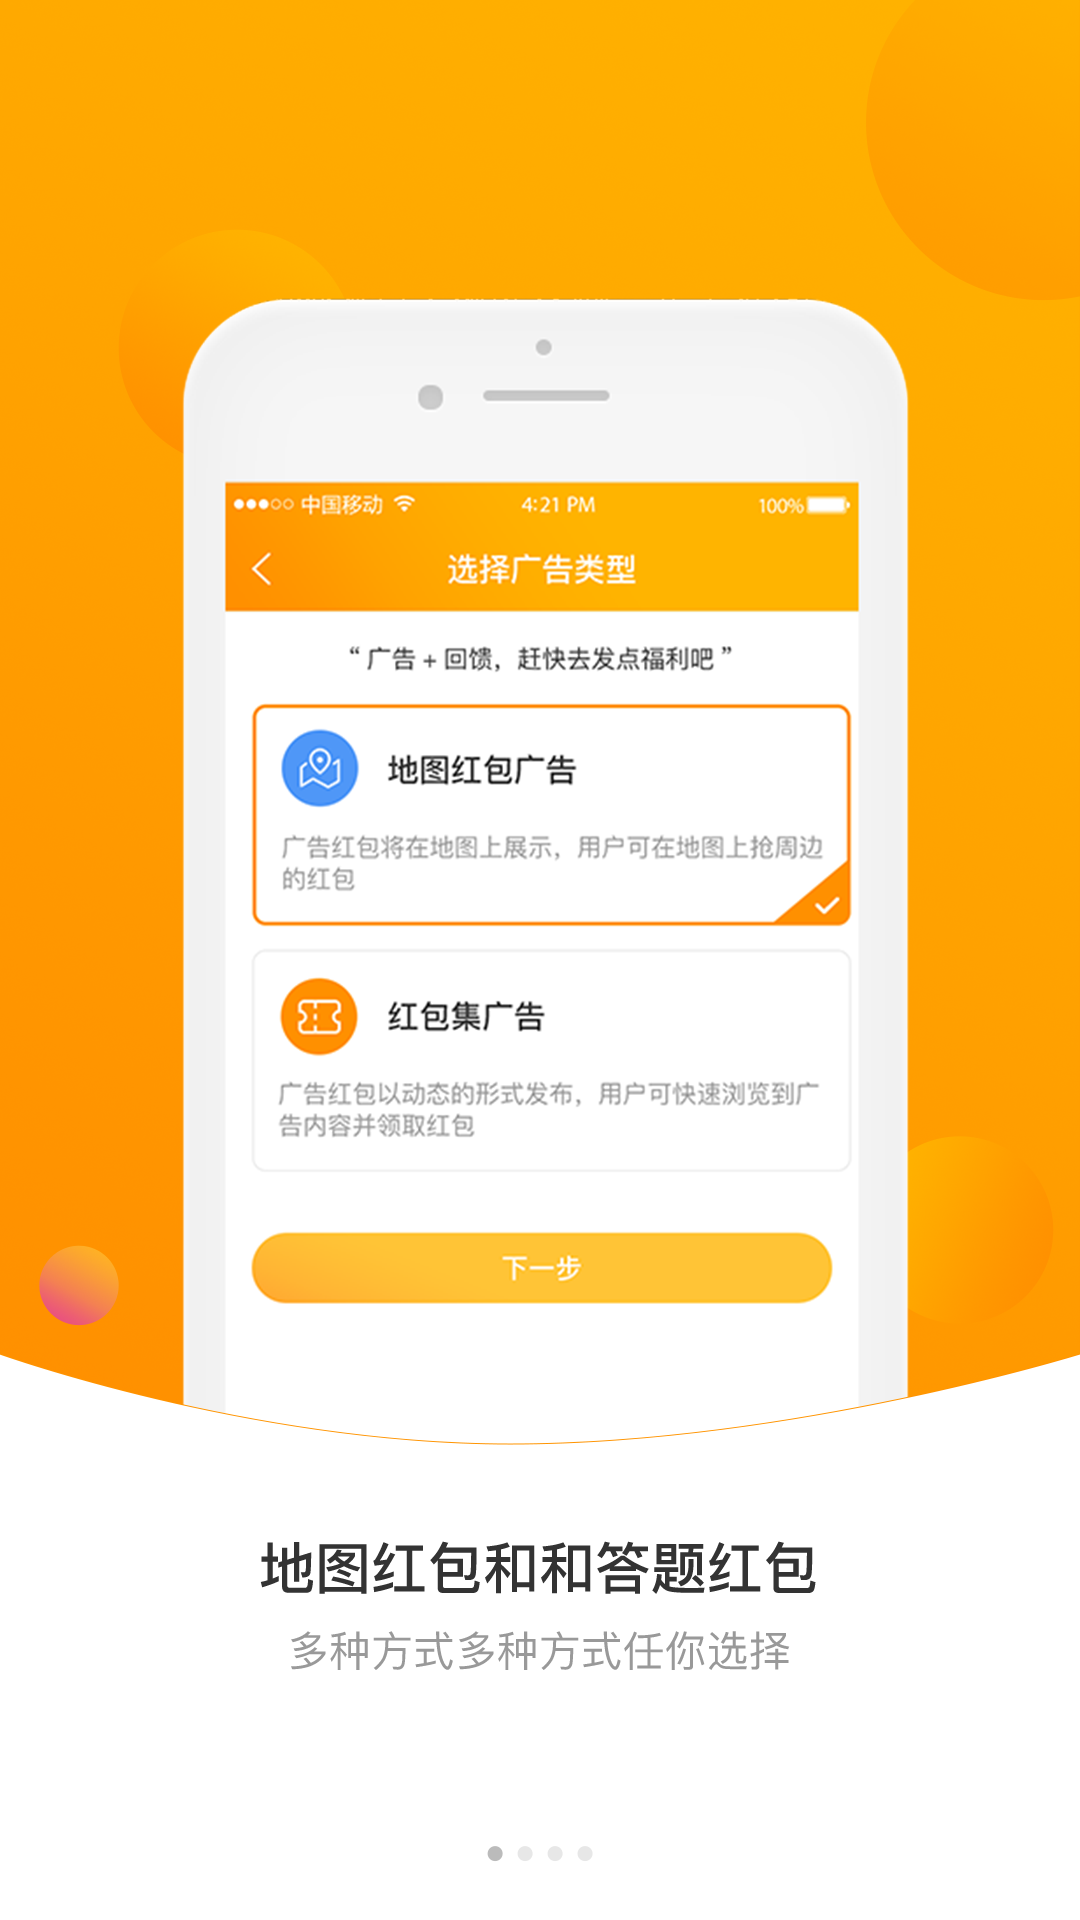 中国移动 4:21 PM 100%
选择广告类型
“ 广告 + 回馈，赶快去发点福利吧 ”
地图红包广告
广告红包将在地图上展示，用户可在地图上抢周边
的红包
红包集广告
广告红包以动态的形式发布，用户可快速浏览到广
告内容并领取红包
下一步
地图红包和和答题红包
多种方式多种方式任你选择